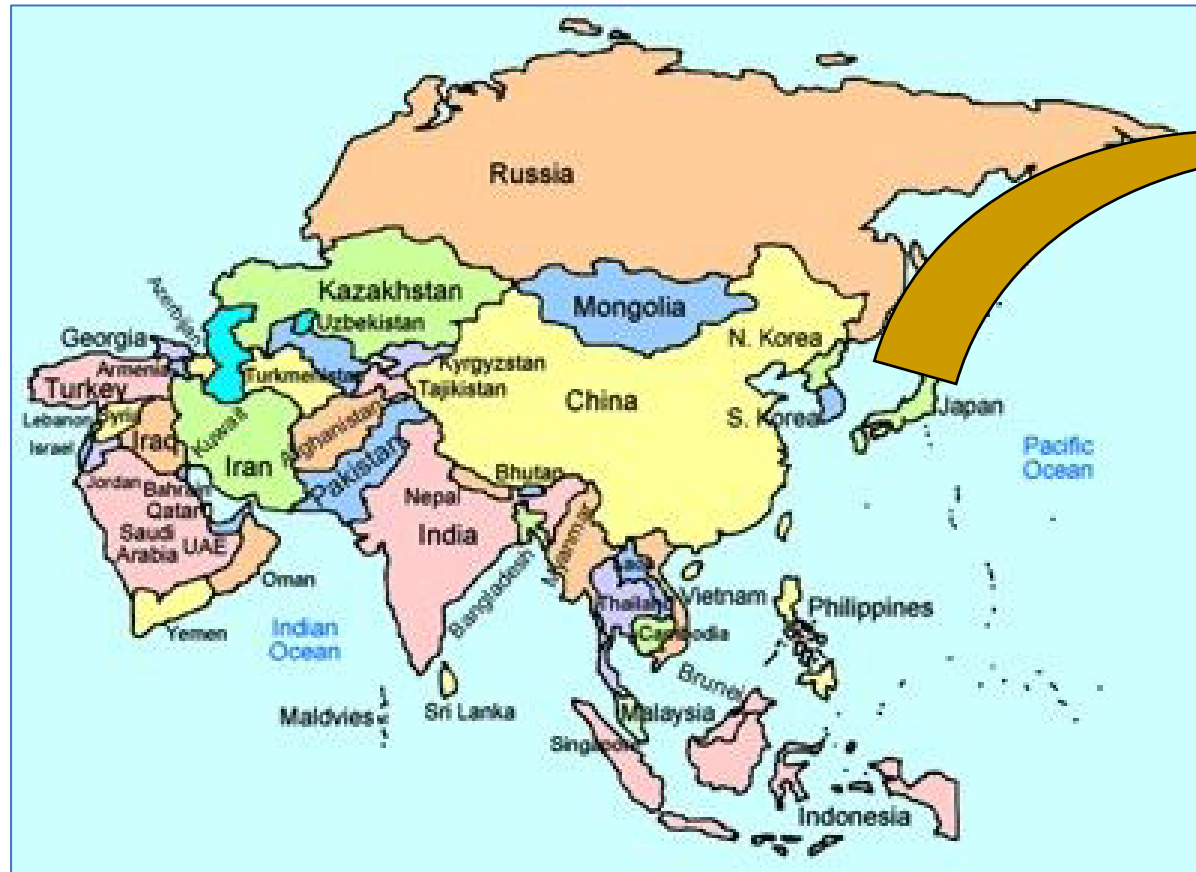 Russia
Kazakhstan
Mongolia
Azerbijan
Uzbekistan
Georgia
N. Korea
Armenia
Kyrgyzstan
Turkmenistan
Turkey
Tajikistan
China
Japan
Lebanon
Syria
S. Korea
Afghanistan
Kuwait
Iraq
Israel
Pacific
Ocean
Iran
Pakistan
Bhutan
Jordan
Bahrain
Nepal
Qatar
India
Saudi
Arabia
UAE
Myanmar
Laos
Oman
Bangladesh
Thailand
Vietnam
Philippines
Yemen
Indian
Ocean
Cambodia
Brunei
Maldvies
Sri Lanka
Malaysia
Singapore
Indonesia